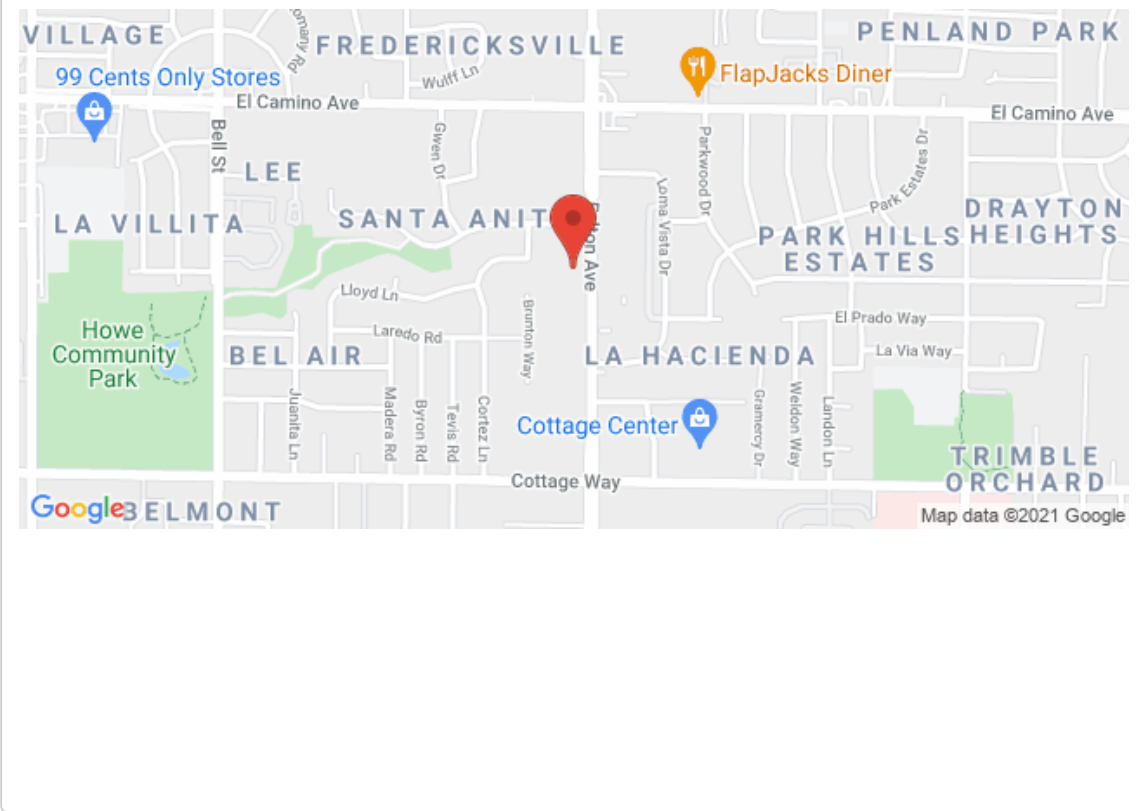 VILLAGE
FREDERICKSVILLE
PENLAND PARK
99 Cents Only Stores
Wulff Ln
FlapJacks Diner
El Camino Ave
El Camino Ave
Bell St
Gwen Dr
Parkwood Dr
Park Estates Dr
LEE
Loma Vista Dr
LA VILLITA
SANTA ANIT
DRAYTON
HEIGHTS
PARK HILLS
ESTATES
Lloyd Ln
Brunton Way
El Prado Way
Howe
Community
Park
Laredo Rd
BEL AIR
LA HACIENDA
La Via Way
Juanita Ln
Madera Rd
Byron Rd
Tevis Rd
Cortez Ln
Cottage Center
Gramercy Dr
Weldon Way
Landon Ln
TRIMBLE
ORCHARD
Cottage Way
Google
BELMONT
Map data ©2021 Google